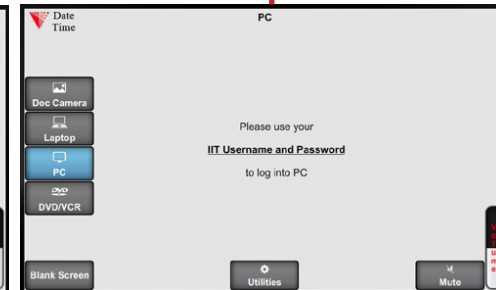 Date
Time
PC
Doc Camera
Laptop
PC
DVD
DVD/VCR
Please use your
IIT Username and Password
to log into PC
Blank Screen
Utilities
Mute
Volume